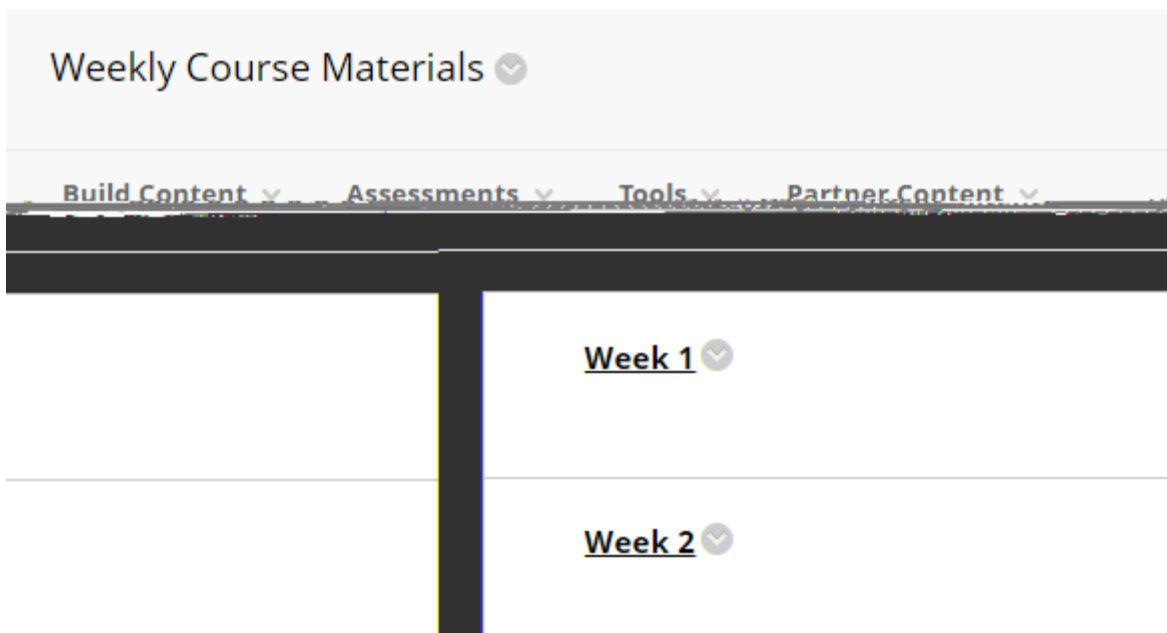 Weekly Course Materials
Build Content Assessments Tools Partner Content
Week 1
Week 2